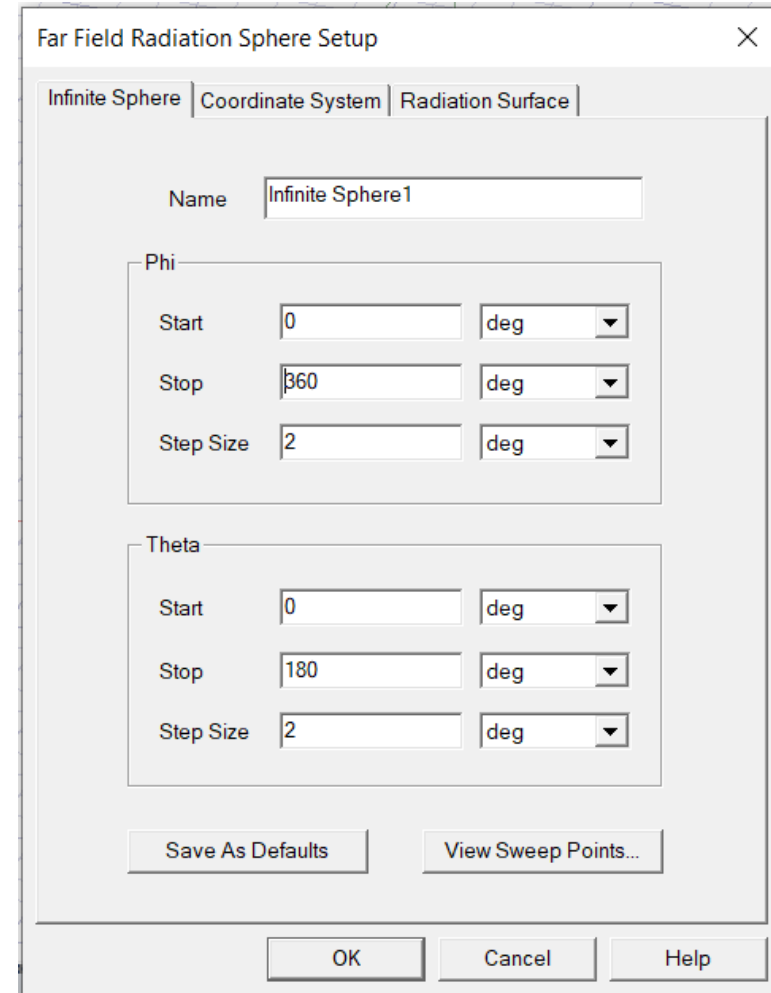 Far Field Radiation Sphere Setup
Infinite Sphere Coordinate System Radiation Surface
Name Infinite Sphere1
Phi
Start 0 deg
Stop 360 deg
Step Size 2 deg
Theta
Start 0 deg
Stop 180 deg
Step Size 2 deg
Save As Defaults View Sweep Points...
OK Cancel Help